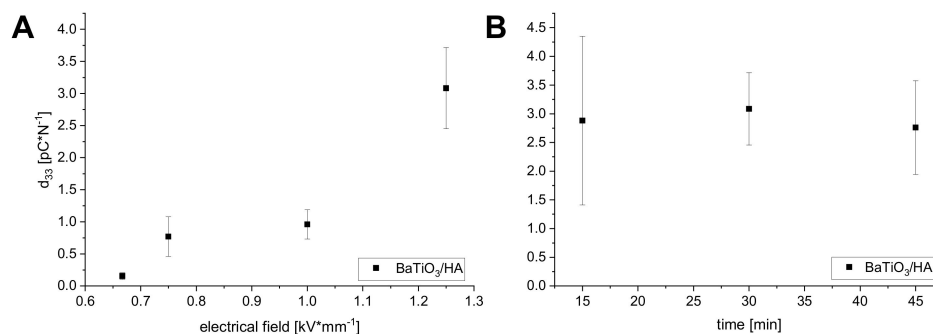 A
d₃₃ [pC*N⁻¹]
4.0
3.5
3.0
2.5
2.0
1.5
1.0
0.5
0.0
0.6 0.7 0.8 0.9 1.0 1.1 1.2 1.3
electrical field [kV*mm⁻¹]
BaTiO₃/HA
B
4.5
4.0
3.5
3.0
2.5
2.0
1.5
1.0
0.5
0.0
15 20 25 30 35 40 45
time [min]
BaTiO₃/HA